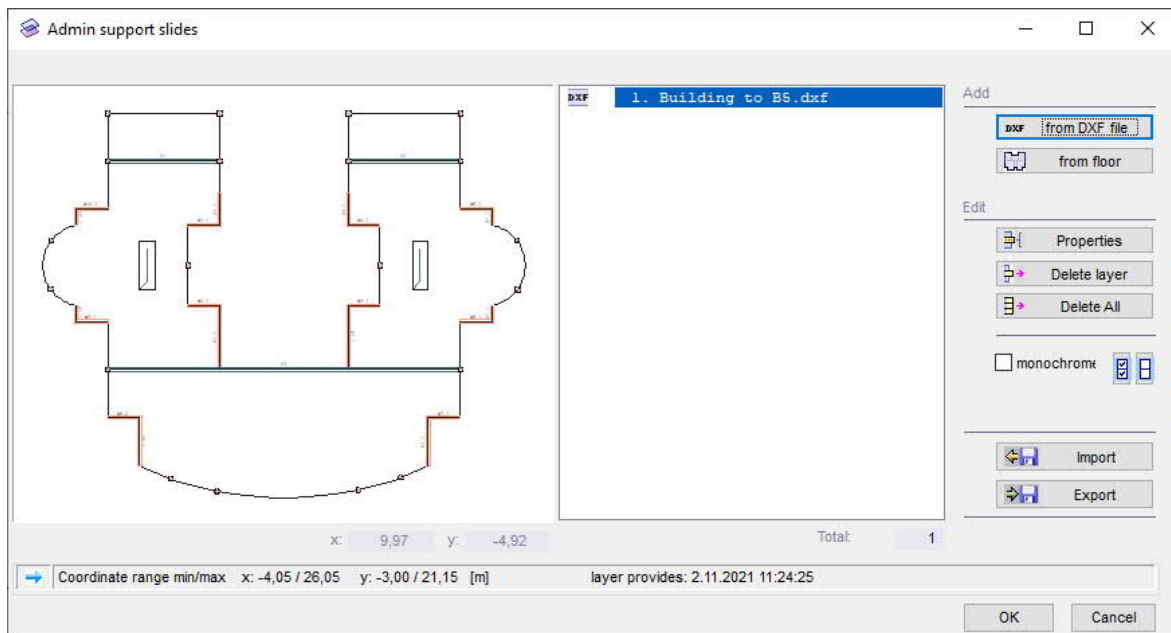 Admin support slides
DXF 1. Building to B5.dxf
Add
DXF from DXF file
from floor
Edit
Properties
Delete layer
Delete All
monochrome
Import
Export
x: 9,97 y: -4,92
Total: 1
Coordinate range min/max x: -4,05 / 26,05 y: -3,00 / 21,15 [m] layer provides: 2.11.2021 11:24:25
OK Cancel